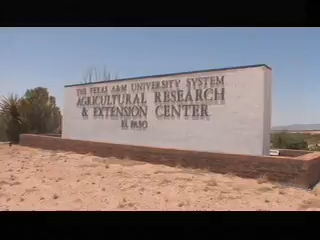 THE TEXAS A&M UNIVERSITY SYSTEM
AGRICULTURAL RESEARCH
& EXTENSION CENTER
EL PASO